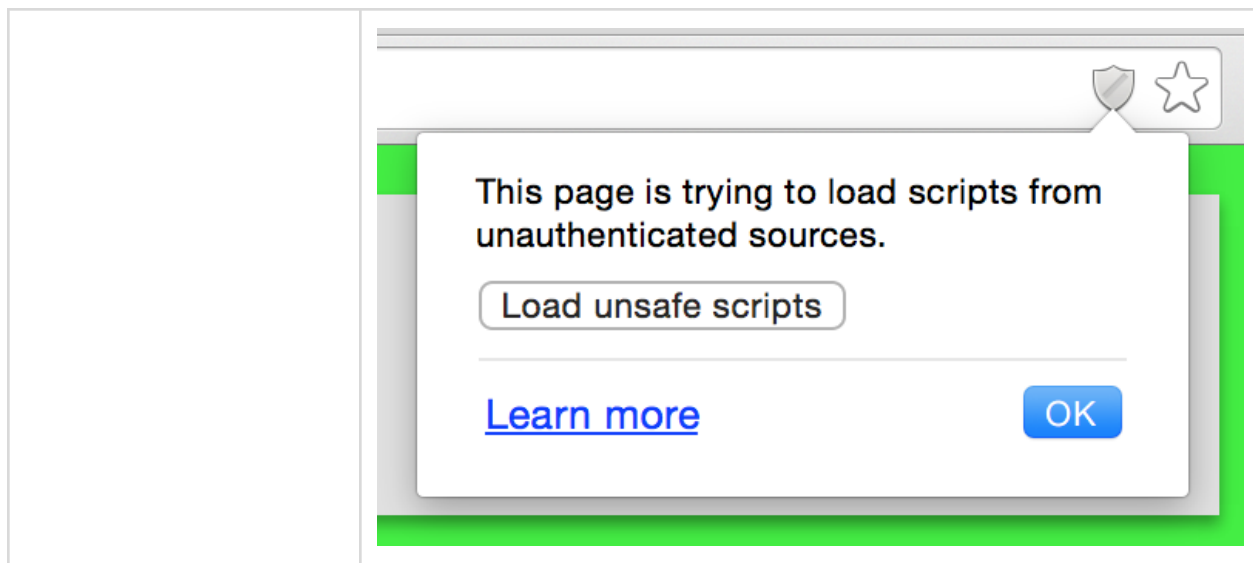 This page is trying to load scripts from
unauthenticated sources.
Load unsafe scripts
Learn more
OK